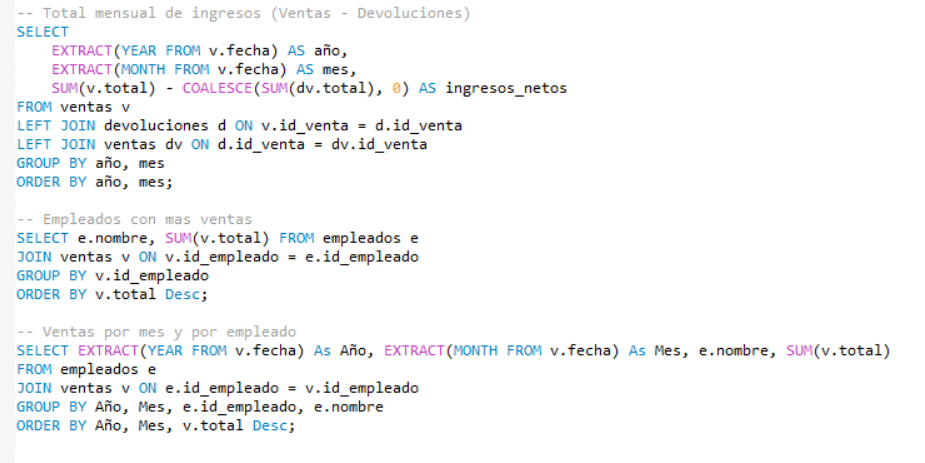 -- Total mensual de ingresos (Ventas - Devoluciones)
SELECT
    EXTRACT(YEAR FROM v.fecha) AS año,
    EXTRACT(MONTH FROM v.fecha) AS mes,
    SUM(v.total) - COALESCE(SUM(dv.total), 0) AS ingresos_netos
FROM ventas v
LEFT JOIN devoluciones d ON v.id_venta = d.id_venta
LEFT JOIN ventas dv ON d.id_venta = dv.id_venta
GROUP BY año, mes
ORDER BY año, mes;

-- Empleados con mas ventas
SELECT e.nombre, SUM(v.total) FROM empleados e
JOIN ventas v ON v.id_empleado = e.id_empleado
GROUP BY v.id_empleado
ORDER BY v.total Desc;

-- Ventas por mes y por empleado
SELECT EXTRACT(YEAR FROM v.fecha) As Año, EXTRACT(MONTH FROM v.fecha) As Mes, e.nombre, SUM(v.total)
FROM empleados e
JOIN ventas v ON e.id_empleado = v.id_empleado
GROUP BY Año, Mes, e.id_empleado, e.nombre
ORDER BY Año, Mes, v.total Desc;